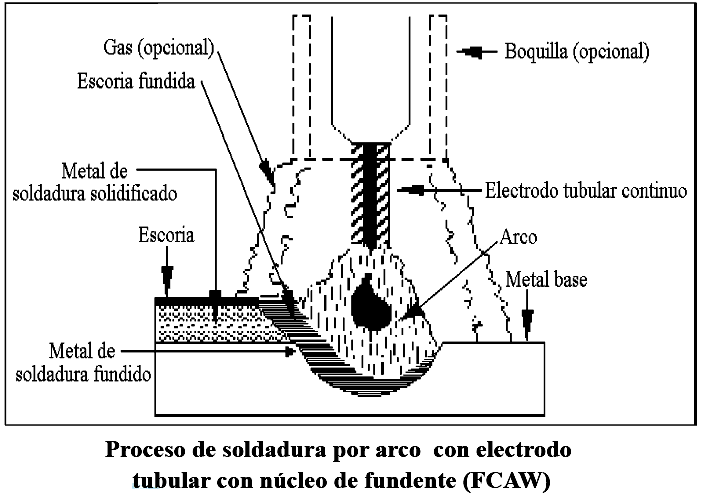 Gas (opcional)
Boquilla (opcional)
Escoria fundida
Metal de
soldadura solidificado
Electrodo tubular continuo
Escoria
Arco
Metal base
Metal de
soldadura fundido
Proceso de soldadura por arco con electrodo
tubular con núcleo de fundente (FCAW)